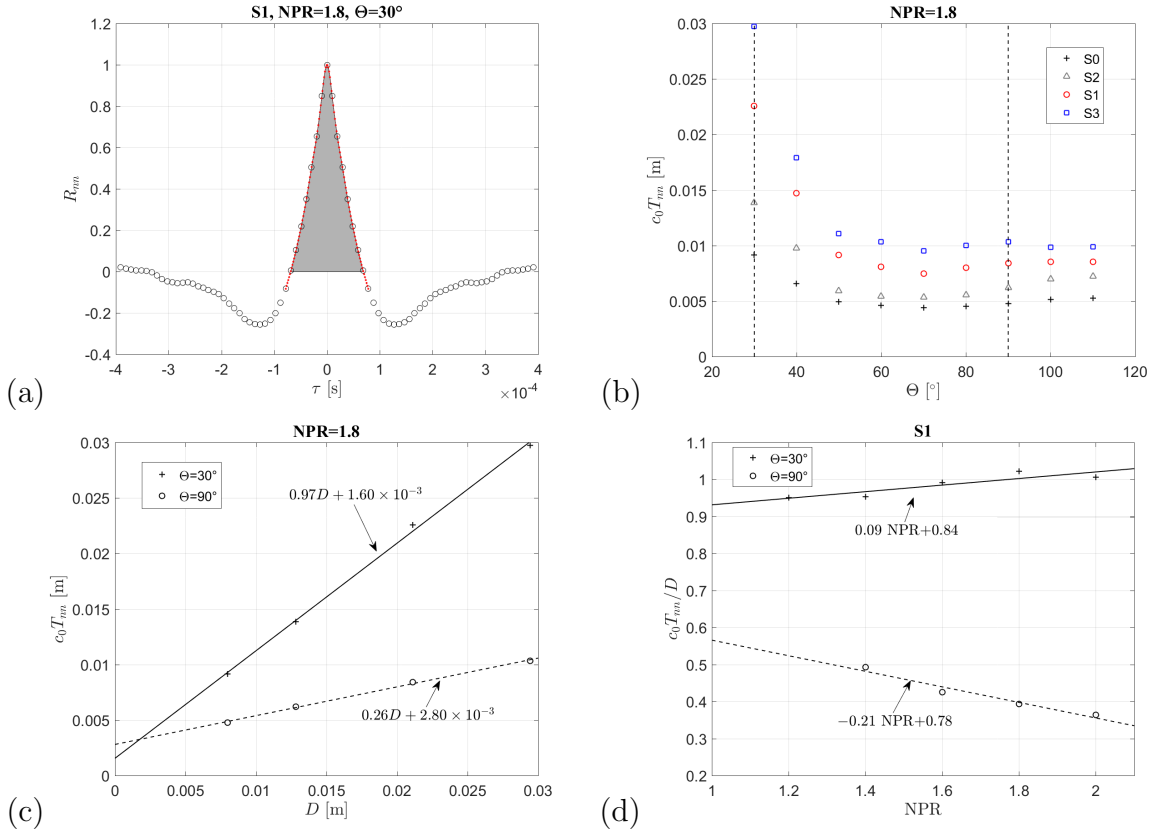 S1, NPR=1.8, Θ=30°
1.2
1
0.8
0.6
0.4
0.2
0
-0.2
-0.4
R_nn
-4 -3 -2 -1 0 1 2 3 4
τ [s]
×10^-4
(a)
NPR=1.8
0.03
0.025
0.02
0.015
0.01
0.005
0
c_0T_nn [m]
S0
S2
S1
S3
20 40 60 80 100 120
Θ [°]
(b)
NPR=1.8
0.03
0.025
0.02
0.015
0.01
0.005
0
c_0T_nn [m]
Θ=30°
Θ=90°
0.97D + 1.60 × 10^-3
0.26D + 2.80 × 10^-3
0 0.005 0.01 0.015 0.02 0.025 0.03
D [m]
(c)
S1
1.1
1
0.9
0.8
0.7
0.6
0.5
0.4
0.3
0.2
c_0T_nn/D
Θ=30°
Θ=90°
0.09 NPR+0.84
−0.21 NPR+0.78
1 1.2 1.4 1.6 1.8 2
NPR
(d)